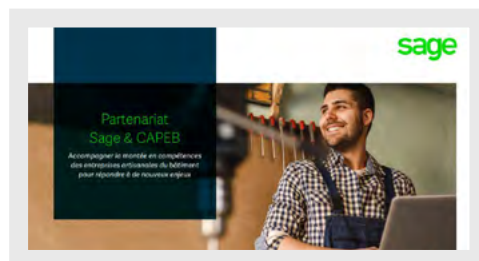 sage
Partenariat
Sage & CAPEB
Accompagner la montée en compétences
des entreprises artisanales du bâtiment
pour répondre à de nouveaux enjeux